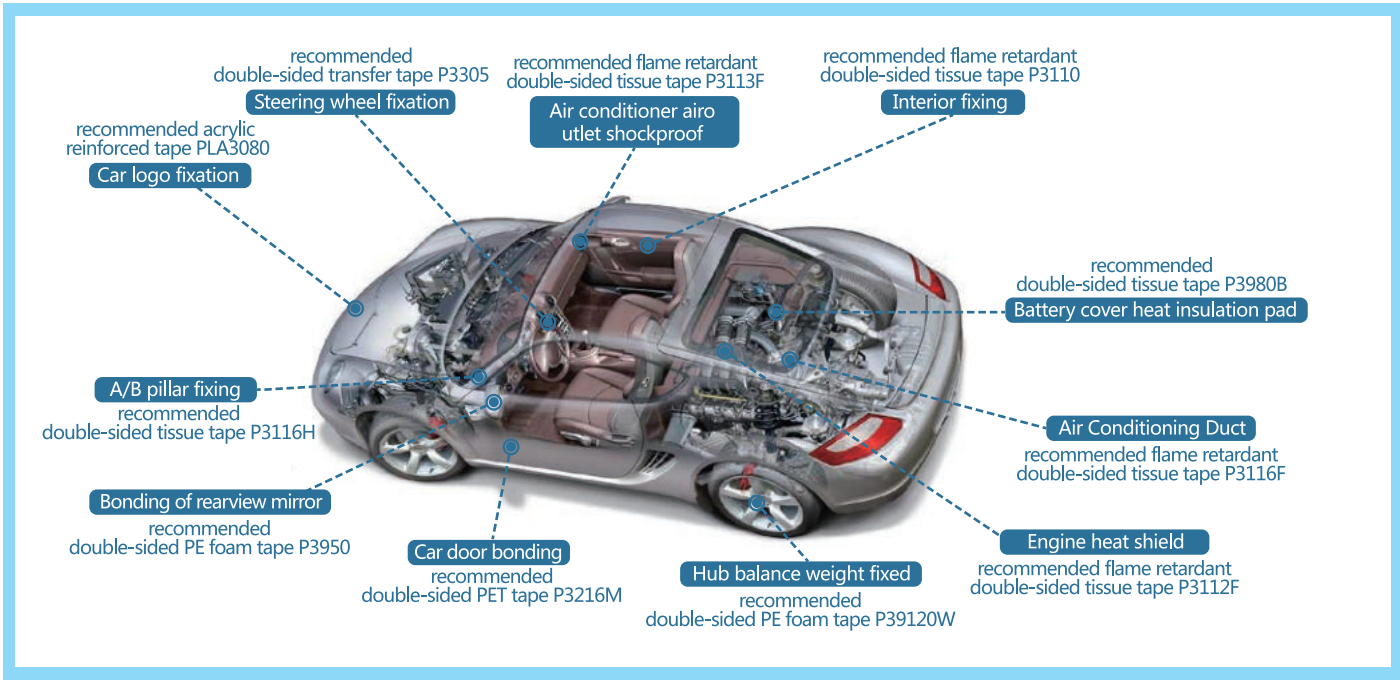 recommended
double-sided transfer tape P3305
Steering wheel fixation
recommended flame retardant
double-sided tissue tape P3113F
Air conditioner airo
utlet shockproof
recommended flame retardant
double-sided tissue tape P3110
Interior fixing
recommended acrylic
reinforced tape PLA3080
Car logo fixation
recommended
double-sided tissue tape P3980B
Battery cover heat insulation pad
A/B pillar fixing
recommended
double-sided tissue tape P3116H
Air Conditioning Duct
recommended flame retardant
double-sided tissue tape P3116F
Bonding of rearview mirror
recommended
double-sided PE foam tape P3950
Car door bonding
recommended
double-sided PET tape P3216M
Hub balance weight fixed
recommended
double-sided PE foam tape P39120W
Engine heat shield
recommended flame retardant
double-sided tissue tape P3112F